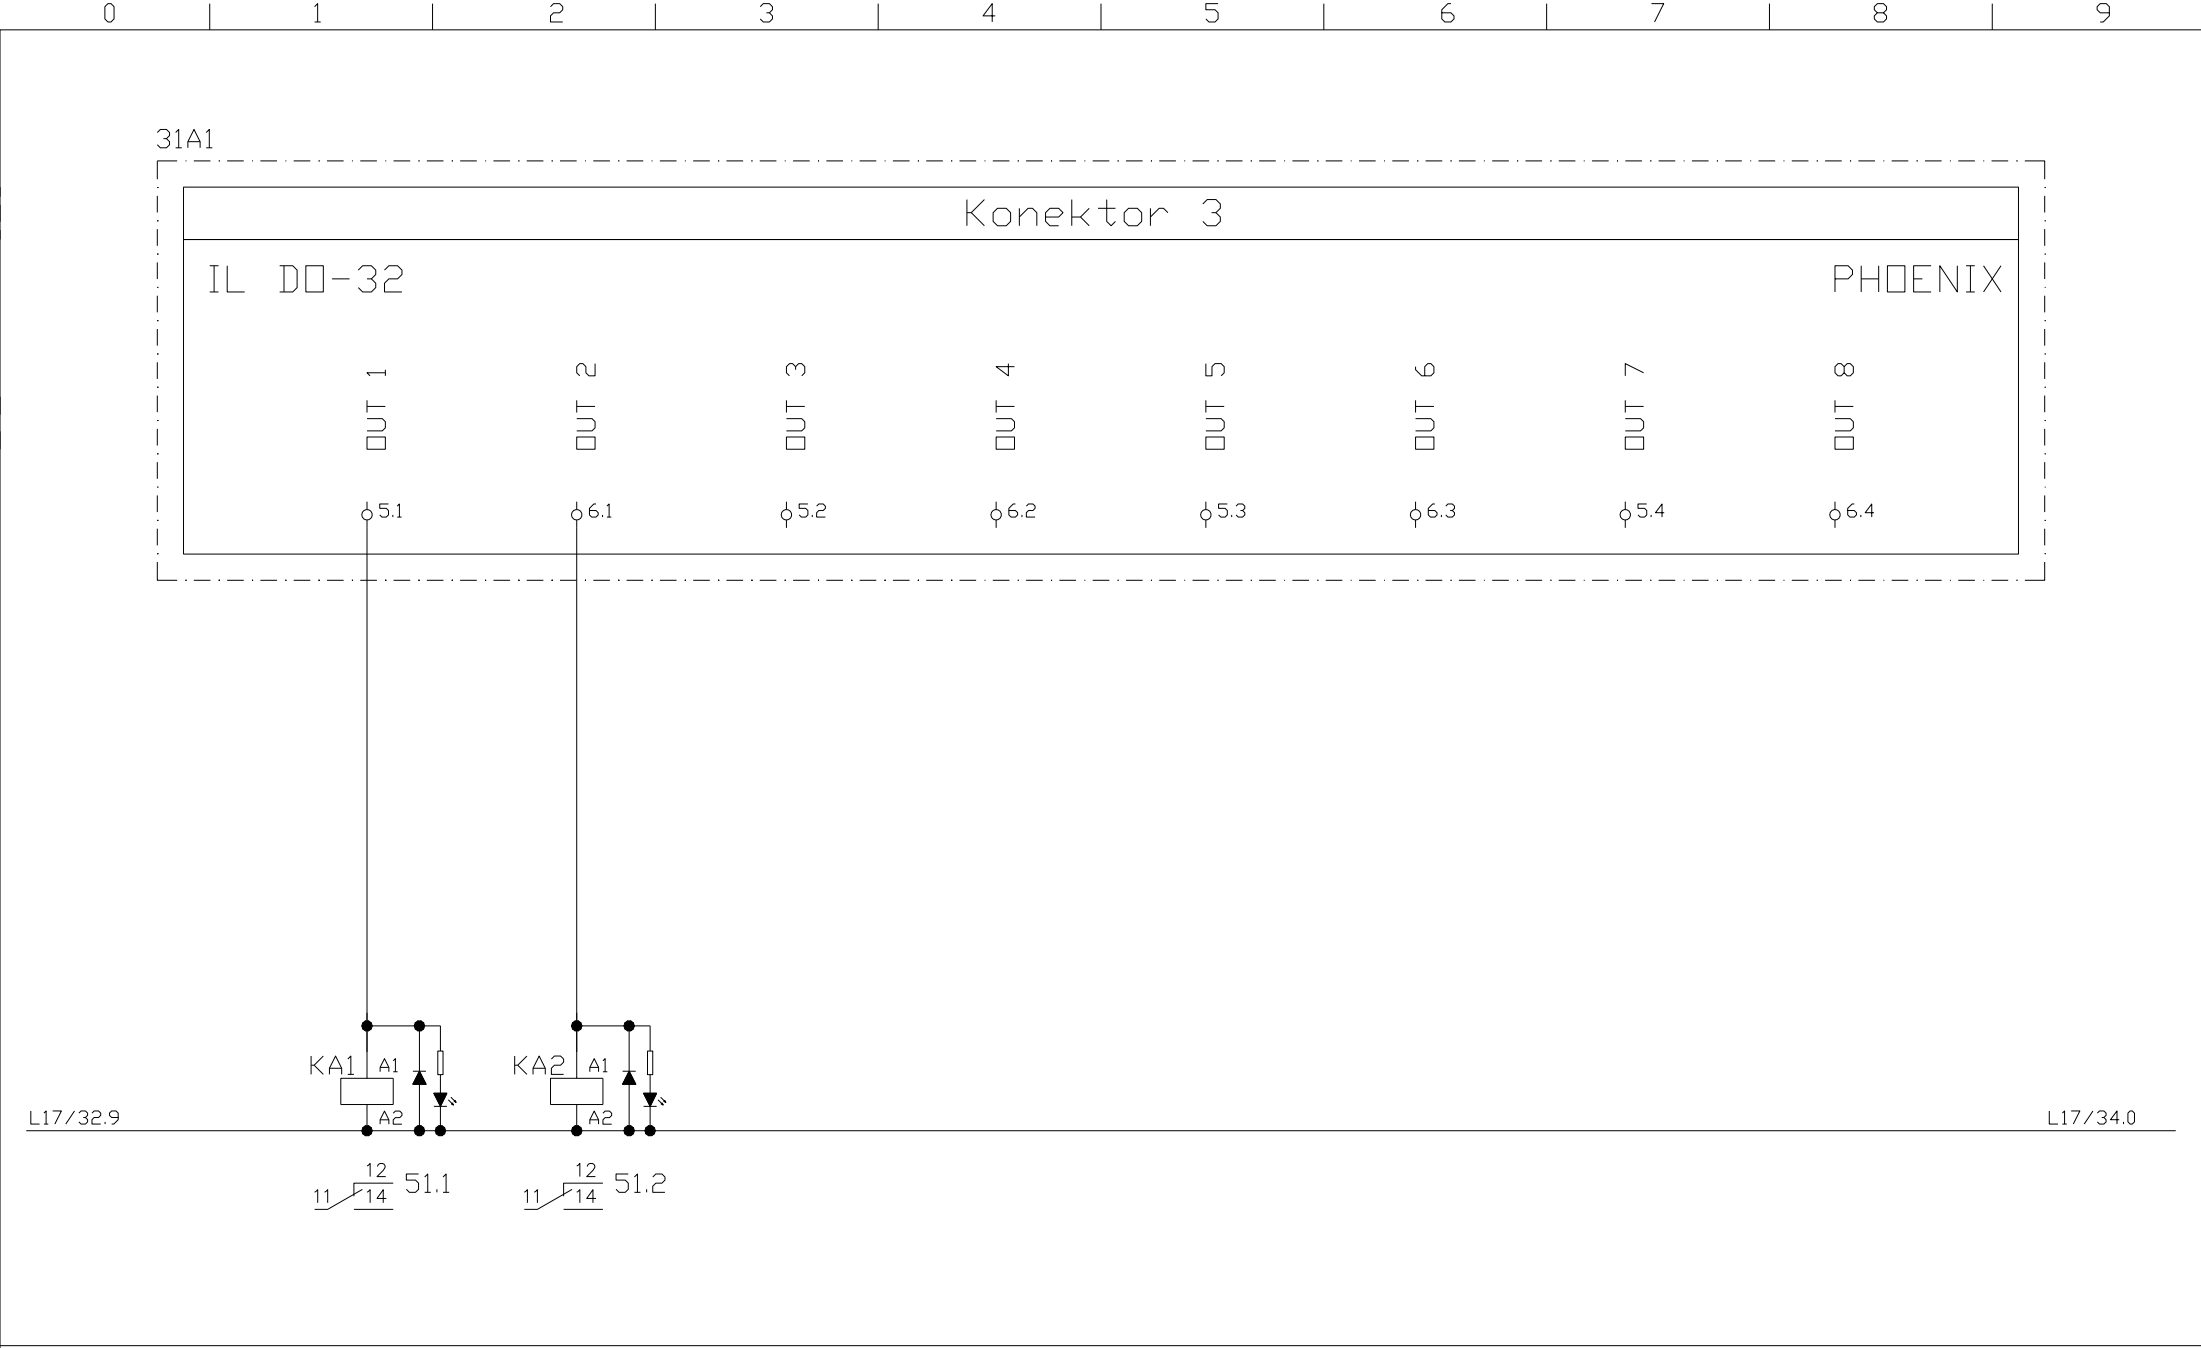 0 1 2 3 4 5 6 7 8 9
31A1
Konektor 3
IL DO-32 PHOENIX
OUT 1 OUT 2 OUT 3 OUT 4 OUT 5 OUT 6 OUT 7 OUT 8
5.1 6.1 5.2 6.2 5.3 6.3 5.4 6.4
KA1 A1 KA2 A1
L17/32.9 A2 A2 L17/34.0
12 51.1 12 51.2
11 14 11 14